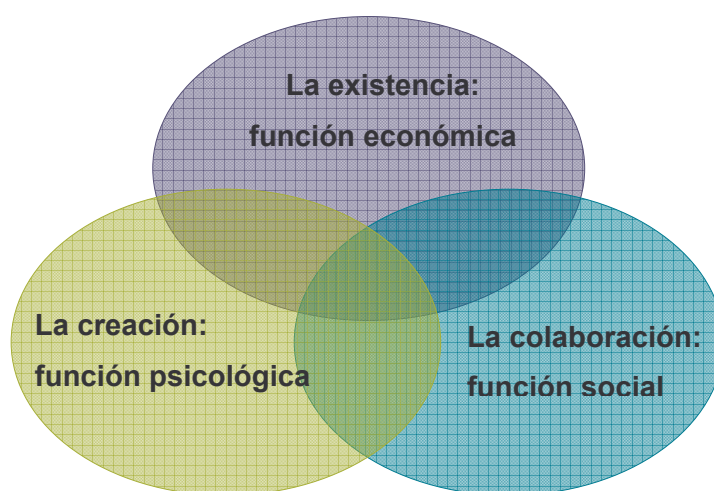 La existencia:
función económica
La creación:
función psicológica
La colaboración:
función social